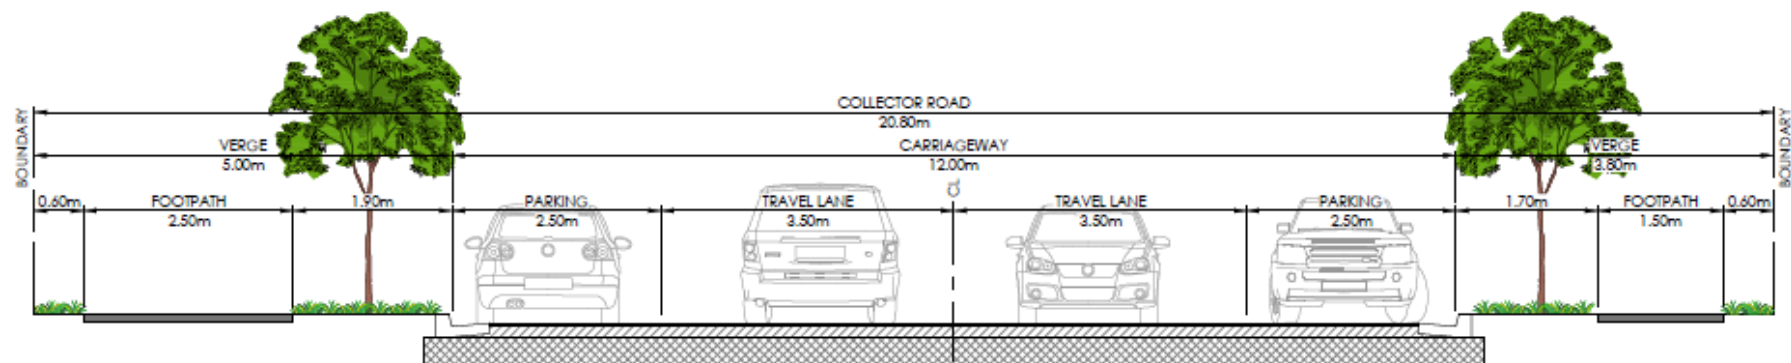 COLLECTOR ROAD
20.80m
BOUNDARY
VERGE
5.00m
CARRIAGEWAY
12.00m
VERGE
3.80m
BOUNDARY
CL
0.60m
FOOTPATH
2.50m
1.90m
PARKING
2.50m
TRAVEL LANE
3.50m
TRAVEL LANE
3.50m
PARKING
2.50m
1.70m
FOOTPATH
1.50m
0.60m